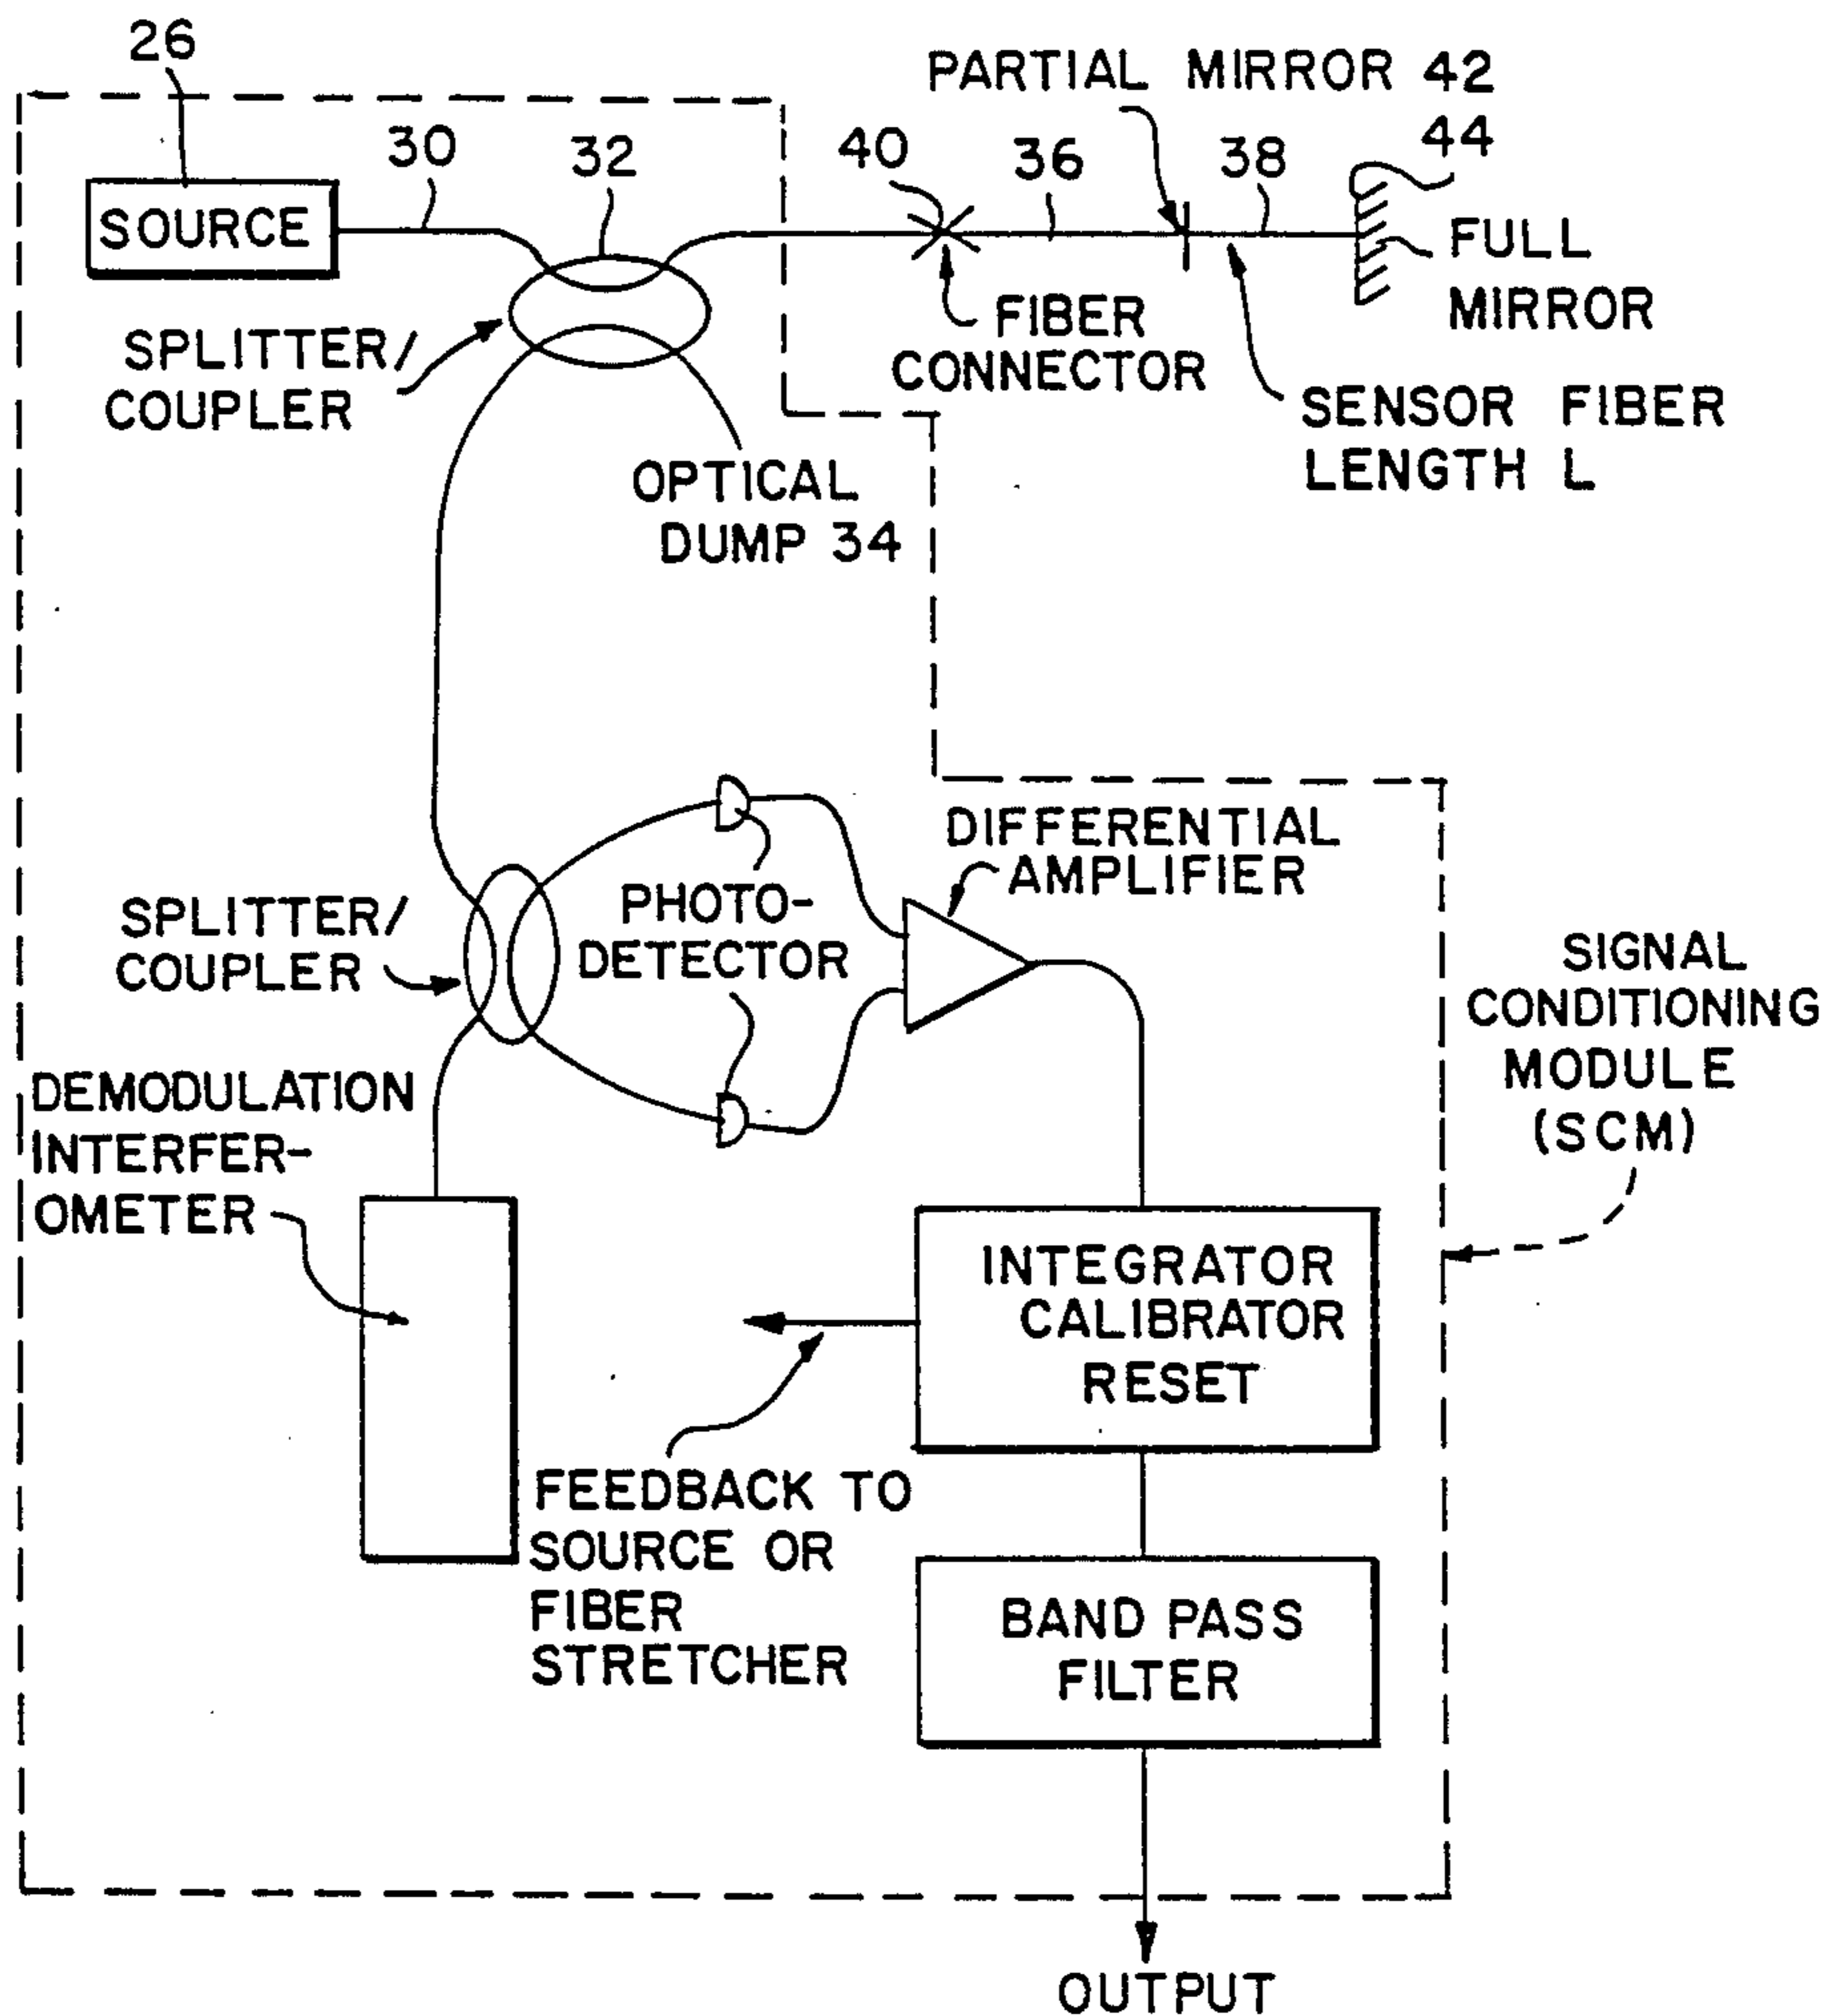 26
PARTIAL MIRROR 42
44
30
32
40
36
38
SOURCE
FULL
MIRROR
SPLITTER/
COUPLER
FIBER
CONNECTOR
SENSOR FIBER
LENGTH L
OPTICAL
DUMP 34
DIFFERENTIAL
AMPLIFIER
SPLITTER/
COUPLER
PHOTO-
DETECTOR
SIGNAL
CONDITIONING
MODULE
(SCM)
DEMODULATION
INTERFER-
OMETER
INTEGRATOR
CALIBRATOR
RESET
FEEDBACK TO
SOURCE OR
FIBER
STRETCHER
BAND PASS
FILTER
OUTPUT